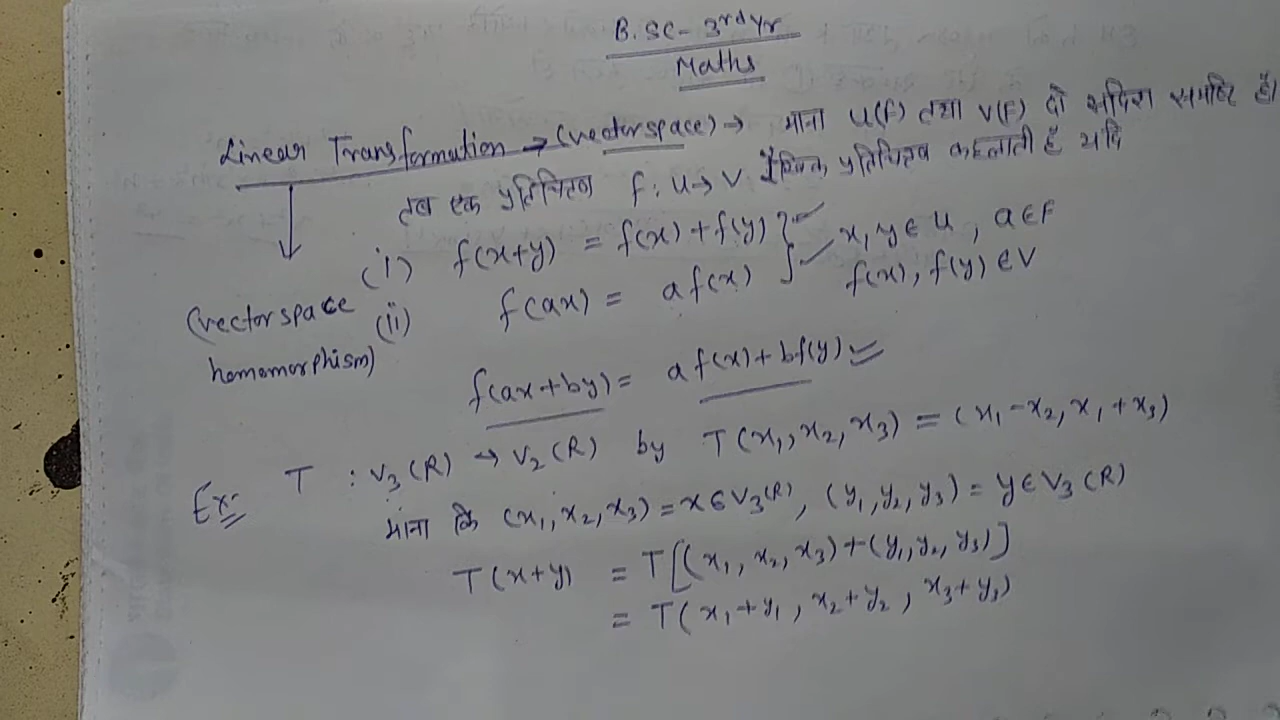 B.SC- 3rd Yr
Maths
Linear Transformation → (vectorspace) → माना U(F) तथा V(F) दो सदिश समष्टि हैं।
तब एक प्रतिचित्रण f: U→ V रैखिक प्रतिचित्रण कहलाती हैं यदि
(i) f(x+y) = f(x)+f(y) } x, y ∈ U, a∈F
(vectorspace (ii) f(ax) = a f(x) f(x), f(y) ∈ V
homomorphism)
f(ax+by) = a f(x)+bf(y)
Ex:- T : V₃(R) → V₂(R) by T(x₁, x₂, x₃) = (x₁-x₂, x₁+x₃)
माना कि (x₁, x₂, x₃) = x ∈ V₃(R), (y₁, y₂, y₃) = y ∈ V₃(R)
T(x+y) = T[(x₁, x₂, x₃)+(y₁, y₂, y₃)]
= T(x₁+y₁, x₂+y₂, x₃+y₃)